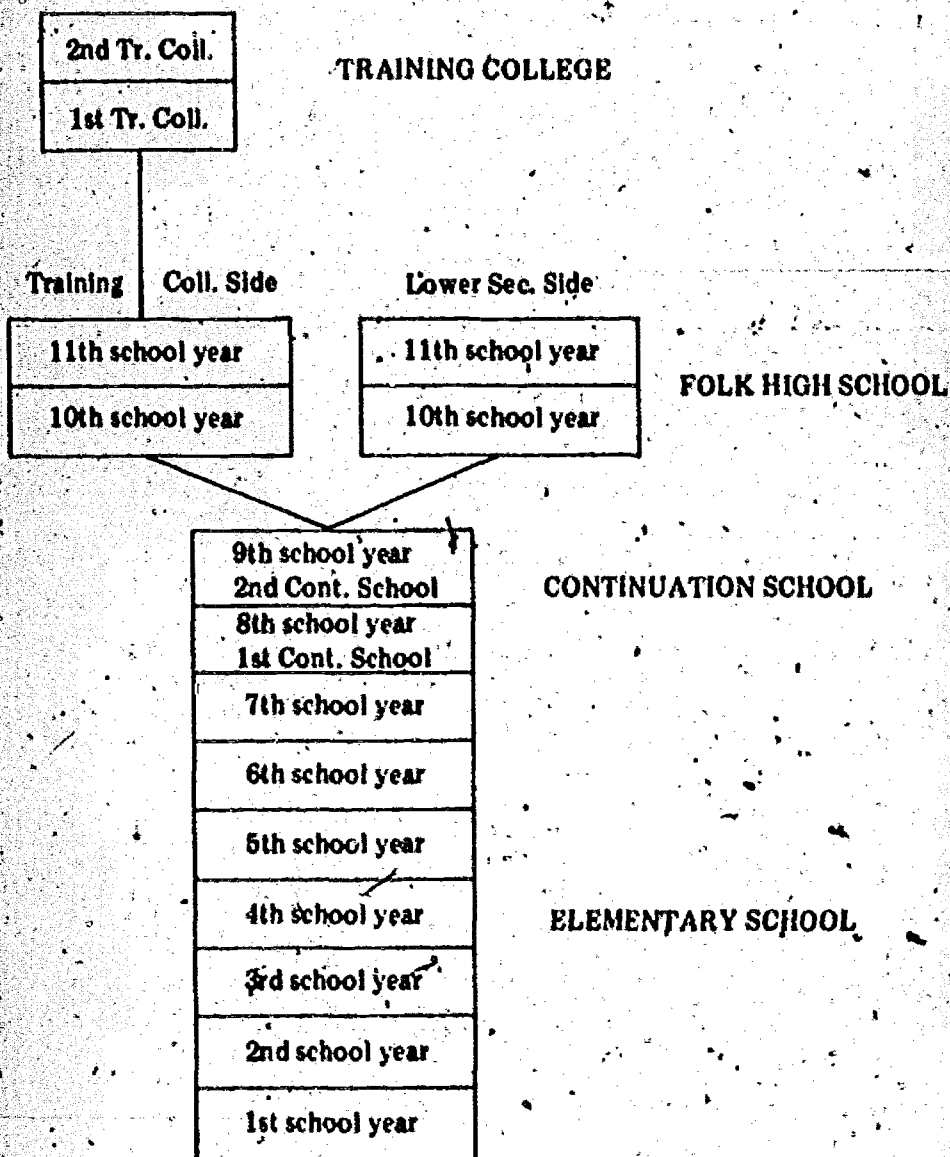 2nd Tr. Coll.
TRAINING COLLEGE
1st Tr. Coll.
Training Coll. Side
Lower Sec. Side
11th school year
11th school year
FOLK HIGH SCHOOL
10th school year
10th school year
9th school year
2nd Cont. School
CONTINUATION SCHOOL
8th school year
1st Cont. School
7th school year
6th school year
5th school year
4th school year
ELEMENTARY SCHOOL
3rd school year
2nd school year
1st school year